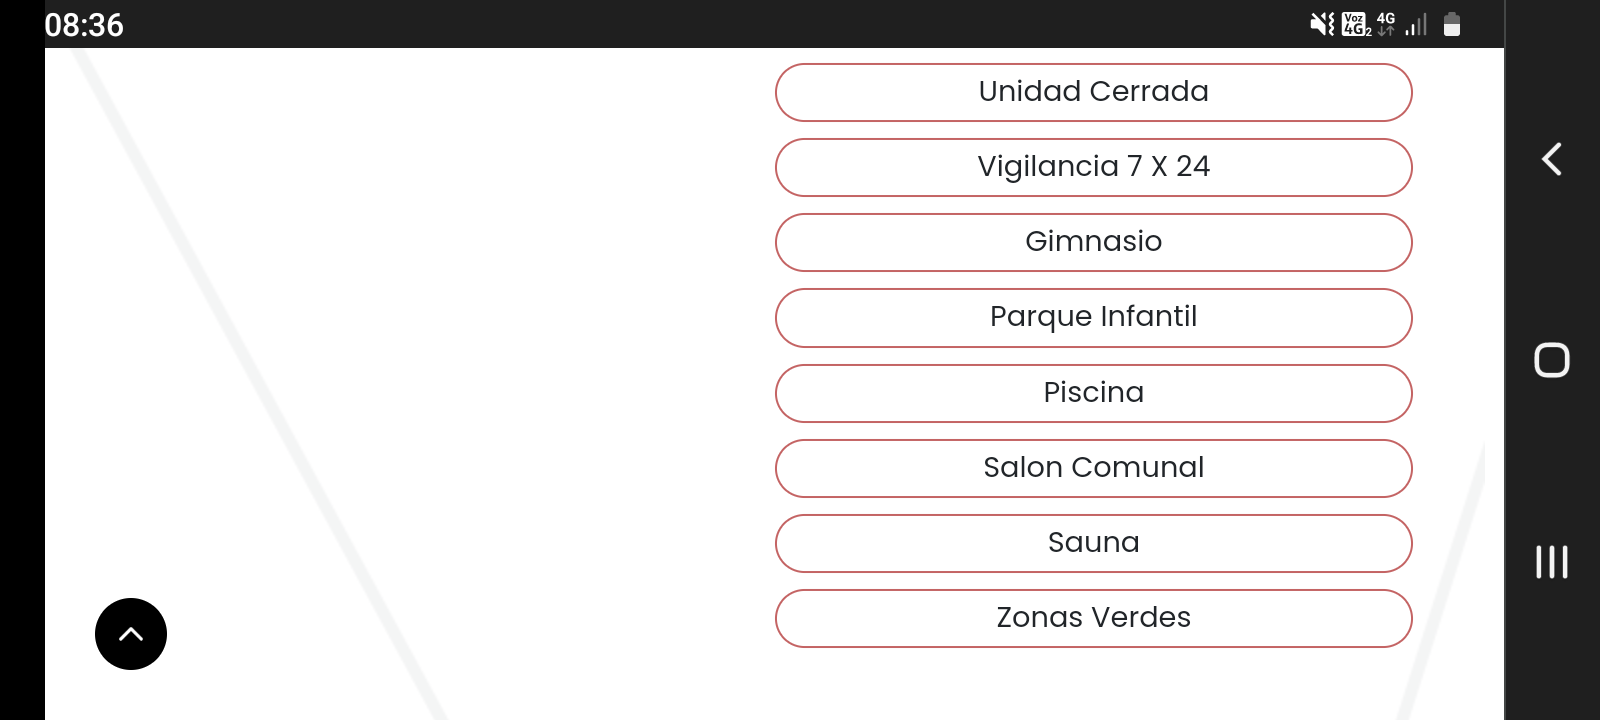 08:36
Voz
4G 2
4G
Unidad Cerrada
Vigilancia 7 X 24
Gimnasio
Parque Infantil
Piscina
Salon Comunal
Sauna
Zonas Verdes